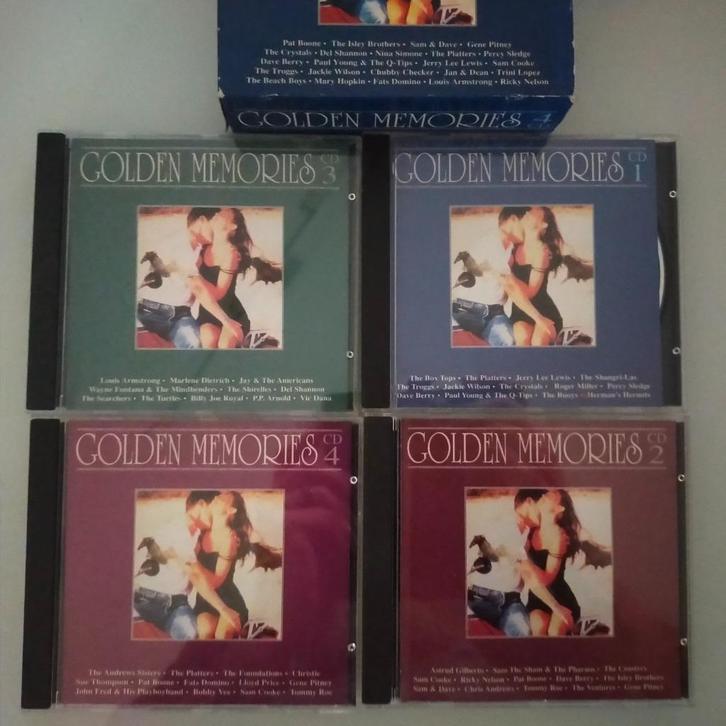 Pat Boone • The Isley Brothers • Sam & Dave • Gene Pitney
The Crystals • Del Shannon • Nina Simone • The Platters • Percy Sledge
Dave Berry • Paul Young & The Q-Tips • Jerry Lee Lewis • Sam Cooke
The Troggs • Jackie Wilson • Chubby Checker • Jan & Dean • Trini Lopez
The Beach Boys • Mary Hopkin • Fats Domino • Louis Armstrong • Ricky Nelson
GOLDEN MEMORIES 4
CD
GOLDEN MEMORIES CD 3
Louis Armstrong • Marlene Dietrich • Jay & The Americans
Wayne Fontana & The Mindbenders • The Shirelles • Del Shannon
The Searchers • The Turtles • Billy Joe Royal • P.P. Arnold • Vic Dana
GOLDEN MEMORIES CD 1
The Box Tops • The Platters • Jerry Lee Lewis • The Shangri-Las
The Troggs • Jackie Wilson • The Crystals • Roger Miller • Percy Sledge
Dave Berry • Paul Young & The Q-Tips • The Buoys • Herman's Hermits
GOLDEN MEMORIES CD 4
The Andrews Sisters • The Platters • The Foundations • Christie
Sue Thompson • Pat Boone • Fats Domino • Lloyd Price • Gene Pitney
John Fred & His Playboyband • Bobby Vee • Sam Cooke • Tommy Roe
GOLDEN MEMORIES CD 2
Astrud Gilberto • Sam The Sham & The Pharaos • The Coasters
Sam Cooke • Ricky Nelson • Pat Boone • Dave Berry • The Isley Brothers
Sam & Dave • Chris Andrews • Tommy Roe • The Ventures • Gene Pitney